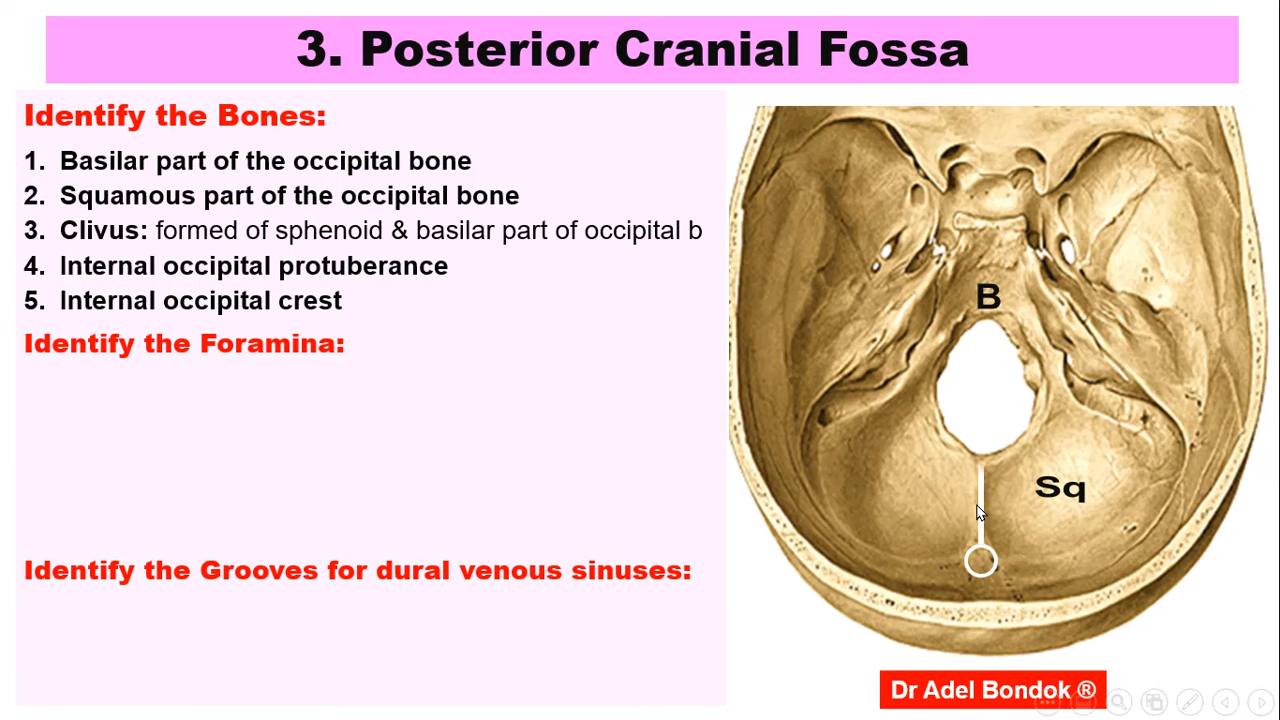 3. Posterior Cranial Fossa
Identify the Bones:
1. Basilar part of the occipital bone
2. Squamous part of the occipital bone
3. Clivus: formed of sphenoid & basilar part of occipital b
4. Internal occipital protuberance
5. Internal occipital crest
Identify the Foramina:
Identify the Grooves for dural venous sinuses:
B
Sq
Dr Adel Bondok ®